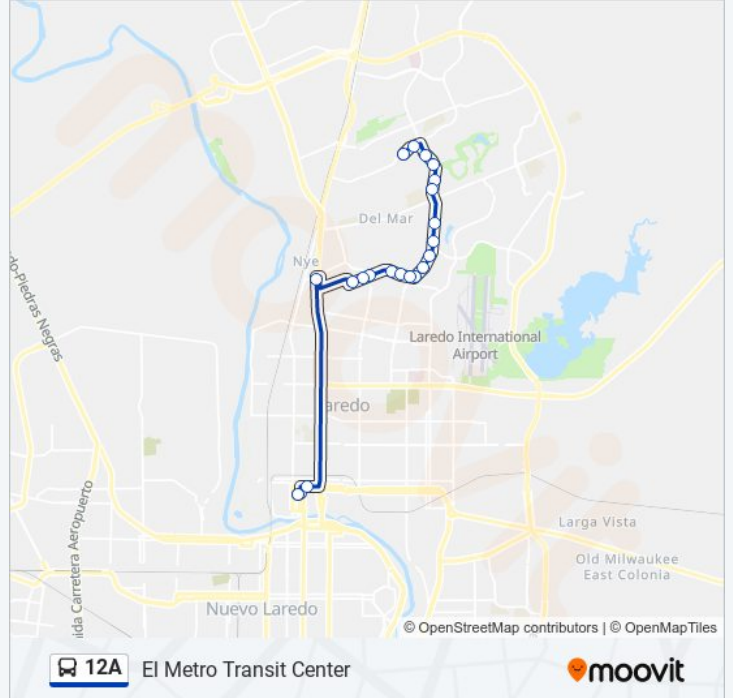 Del Mar
Nye
do-Piedras Negras
Laredo International
Airport
aredo
ida Carretera Aeropuerto
Larga Vista
Old Milwaukee
East Colonia
Nuevo Laredo
© OpenStreetMap contributors | © OpenMapTiles
12A El Metro Transit Center
moovit